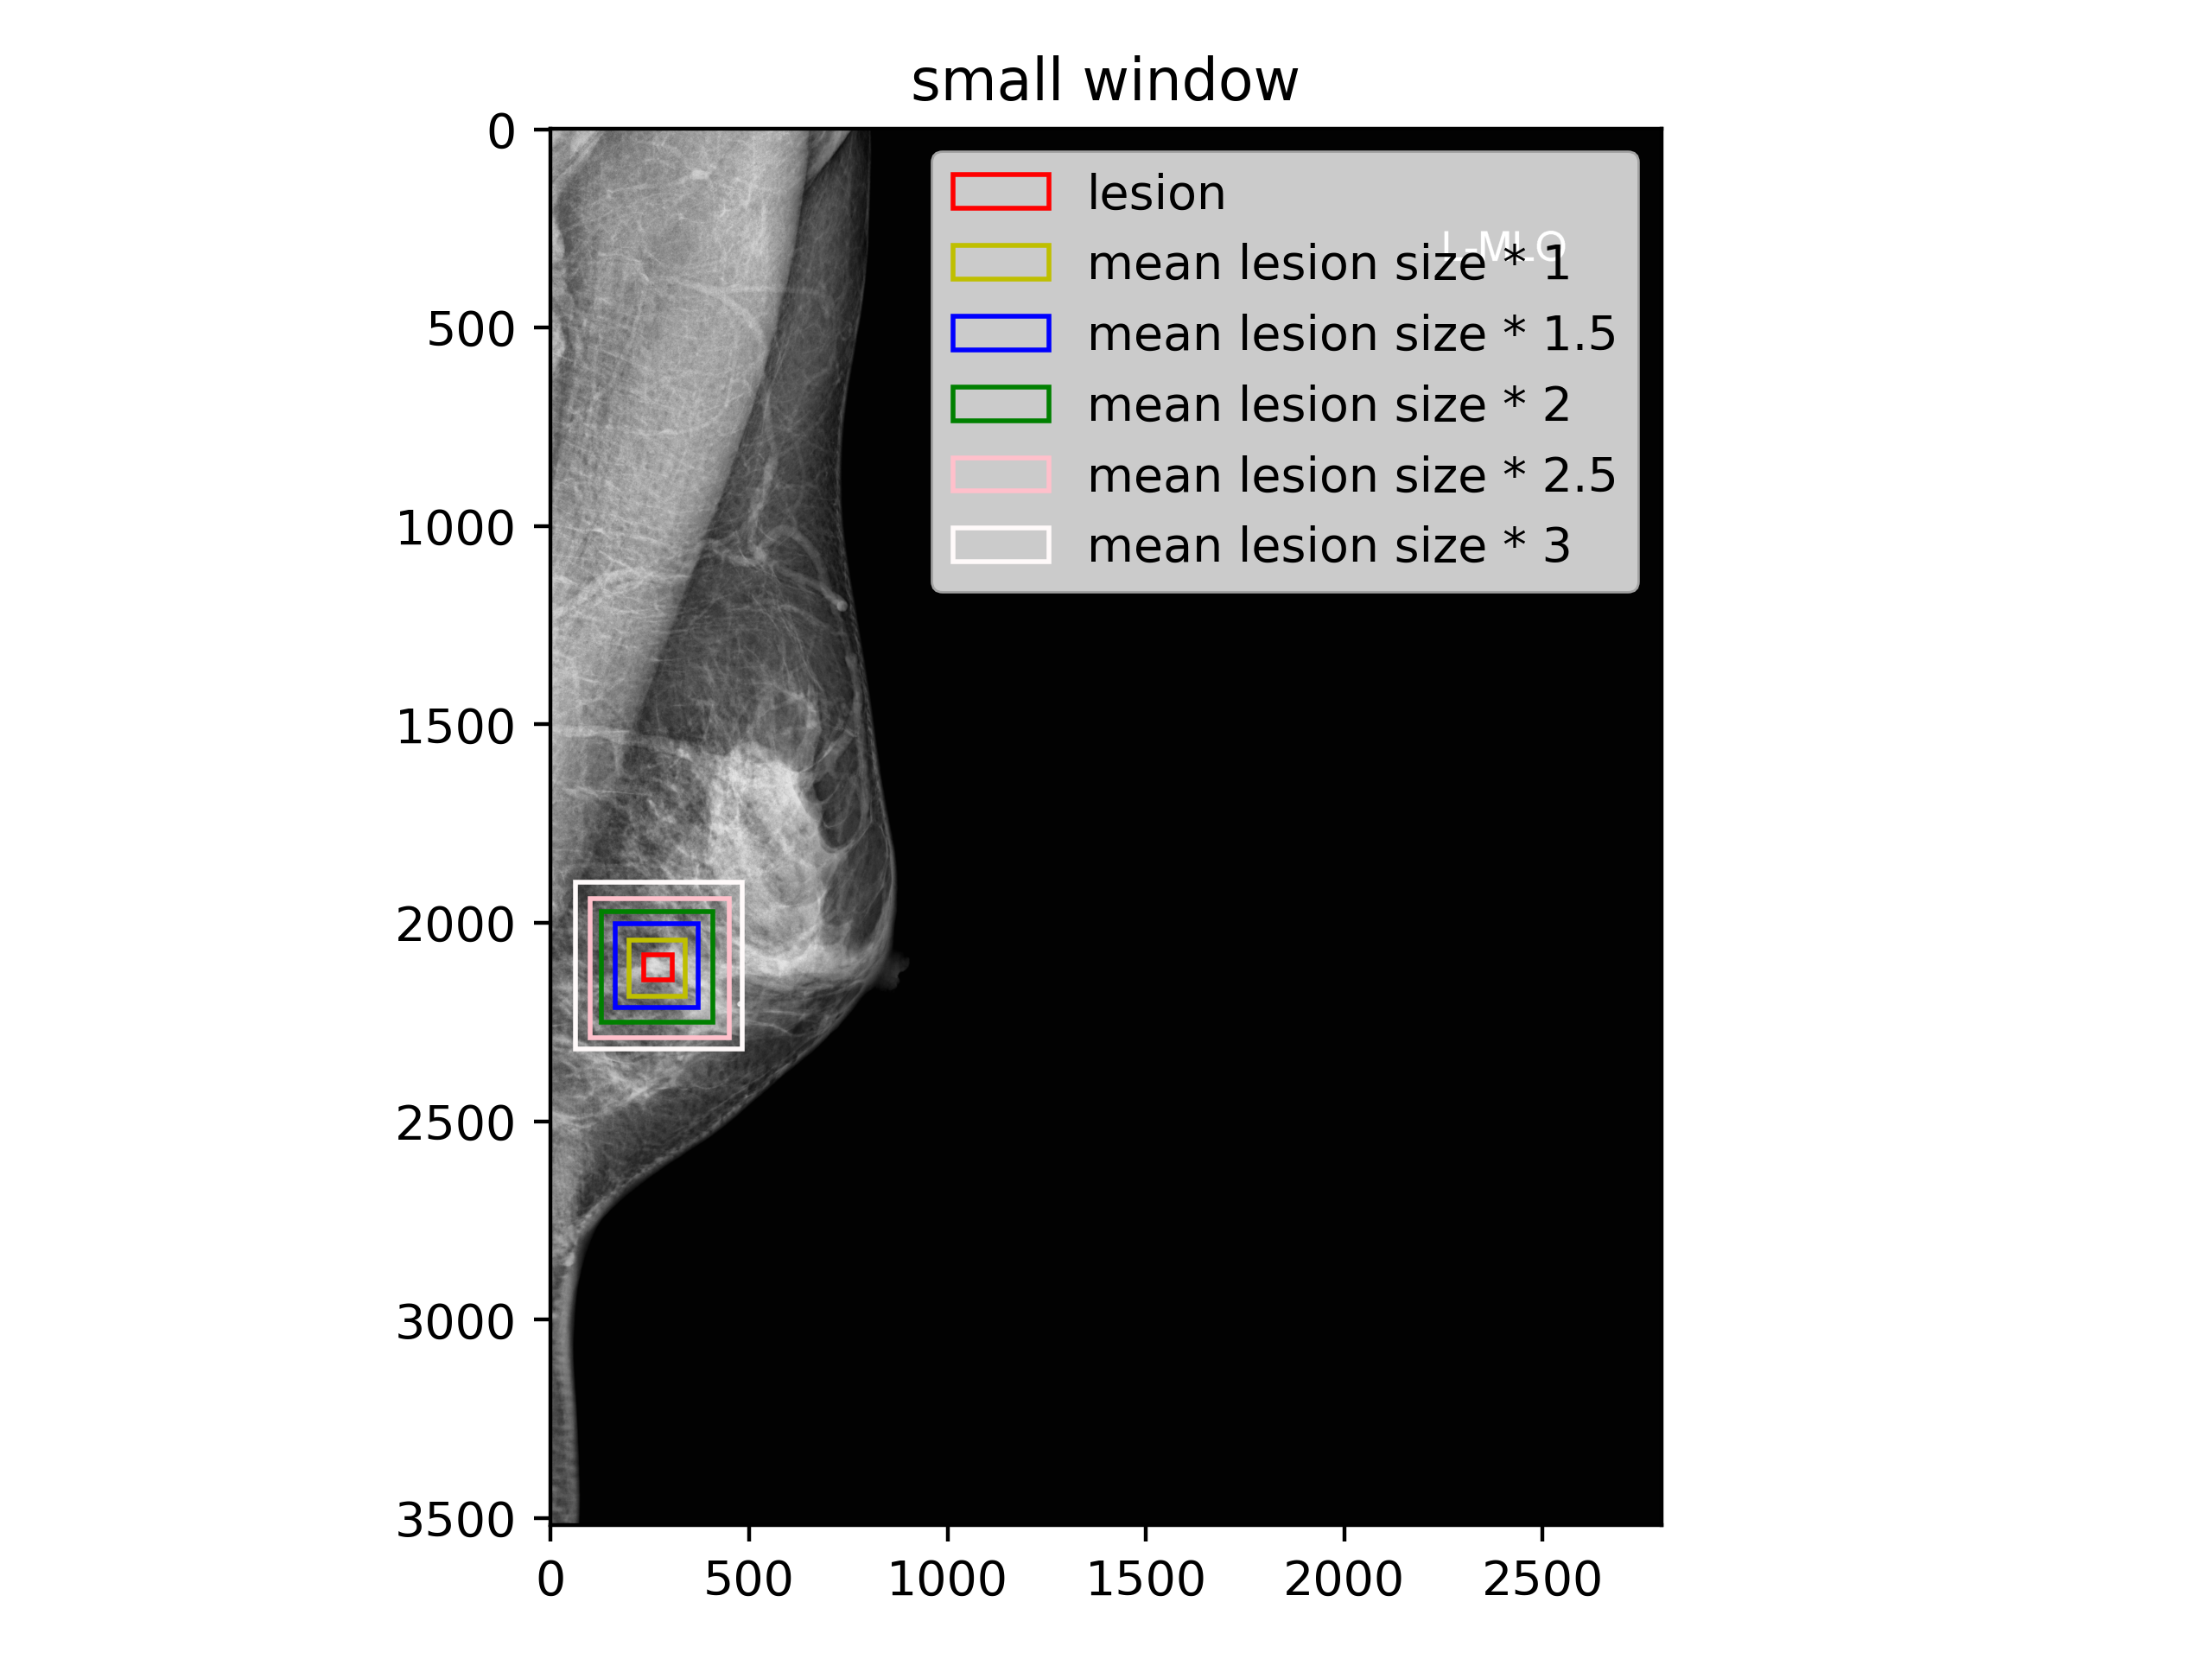 small window
lesion
L-MLO
mean lesion size * 1
mean lesion size * 1.5
mean lesion size * 2
mean lesion size * 2.5
mean lesion size * 3
0
500
1000
1500
2000
2500
3000
3500
0 500 1000 1500 2000 2500